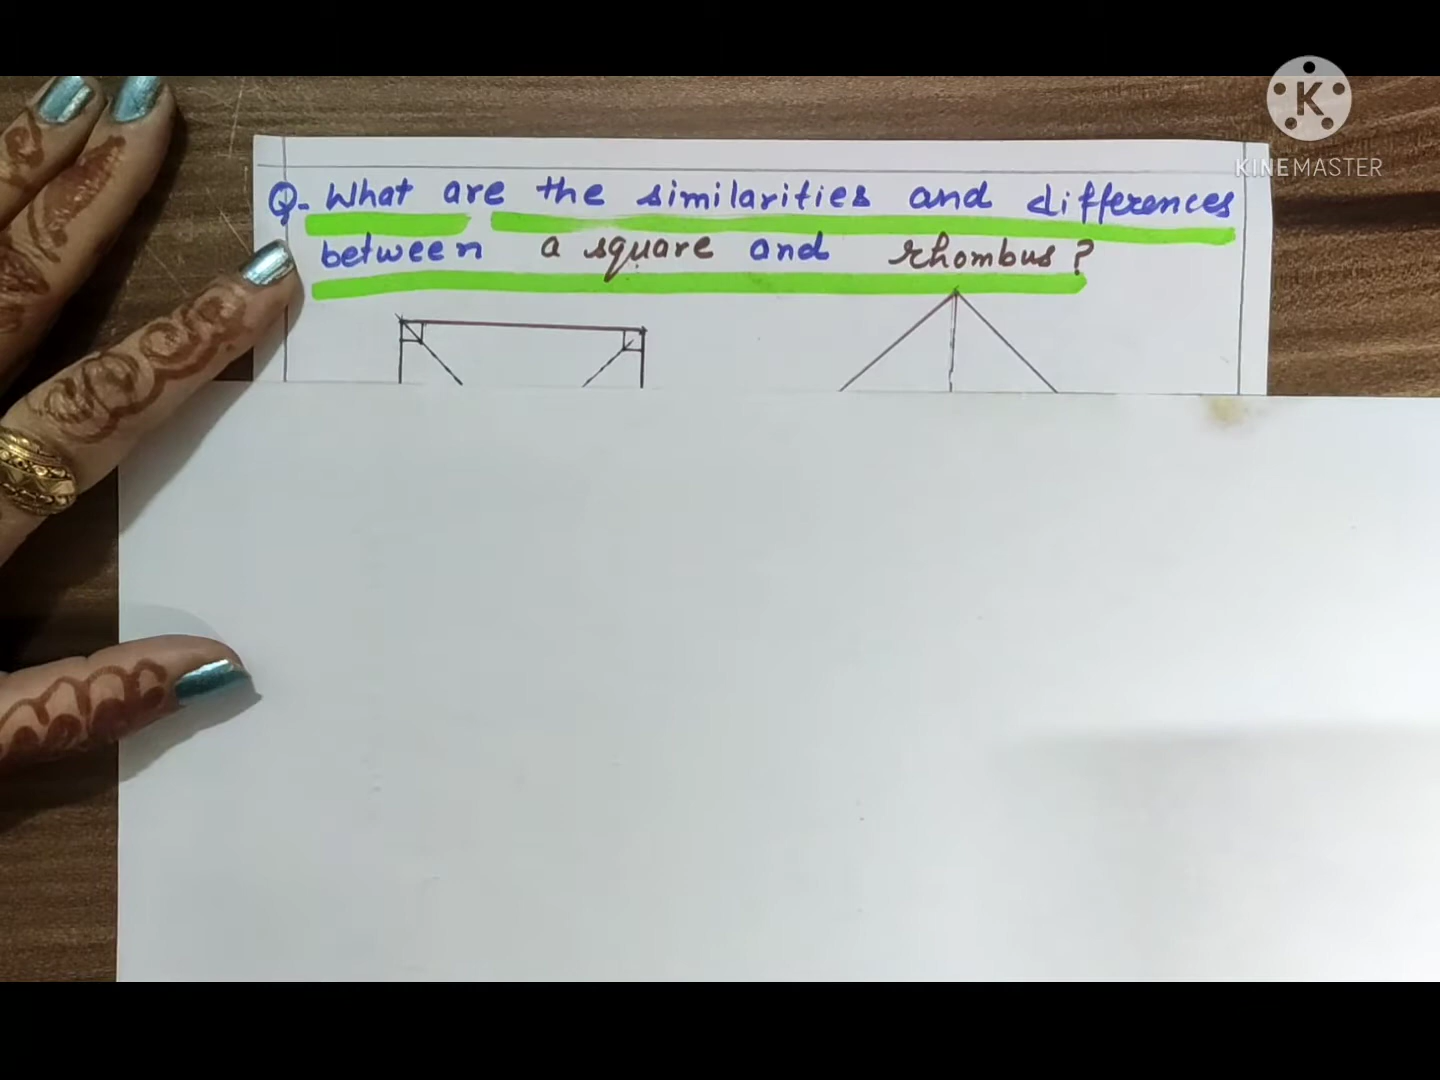 K
KINEMASTER
Q- What are the similarities and differences
between a square and rhombus?